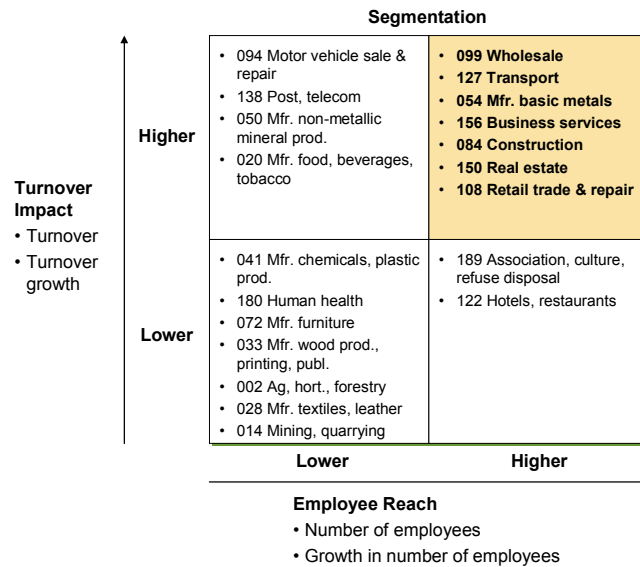 Segmentation
Turnover
Impact
• Turnover
• Turnover
growth
Higher
• 094 Motor vehicle sale &
repair
• 138 Post, telecom
• 050 Mfr. non-metallic
mineral prod.
• 020 Mfr. food, beverages,
tobacco
• 099 Wholesale
• 127 Transport
• 054 Mfr. basic metals
• 156 Business services
• 084 Construction
• 150 Real estate
• 108 Retail trade & repair
Lower
• 041 Mfr. chemicals, plastic
prod.
• 180 Human health
• 072 Mfr. furniture
• 033 Mfr. wood prod.,
printing, publ.
• 002 Ag, hort., forestry
• 028 Mfr. textiles, leather
• 014 Mining, quarrying
• 189 Association, culture,
refuse disposal
• 122 Hotels, restaurants
Lower
Higher
Employee Reach
• Number of employees
• Growth in number of employees